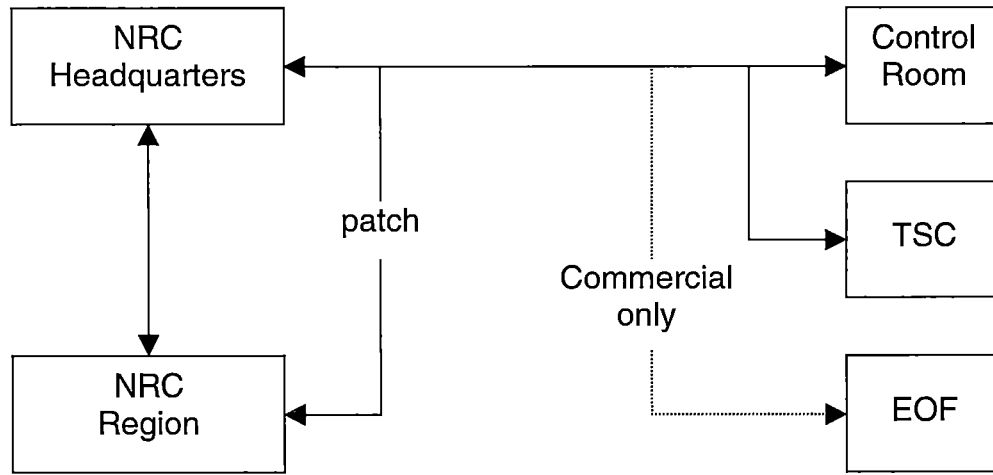 NRC
Headquarters
Control
Room
patch
TSC
Commercial
only
NRC
Region
EOF